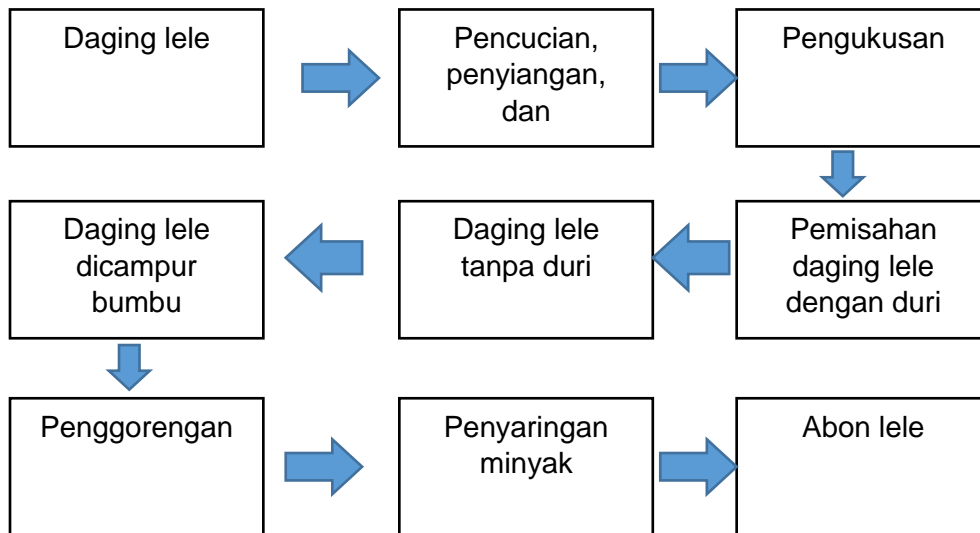 Daging lele
Pencucian,
penyiangan,
dan
Pengukusan
Pemisahan
daging lele
dengan duri
Daging lele
tanpa duri
Daging lele
dicampur
bumbu
Penggorengan
Penyaringan
minyak
Abon lele